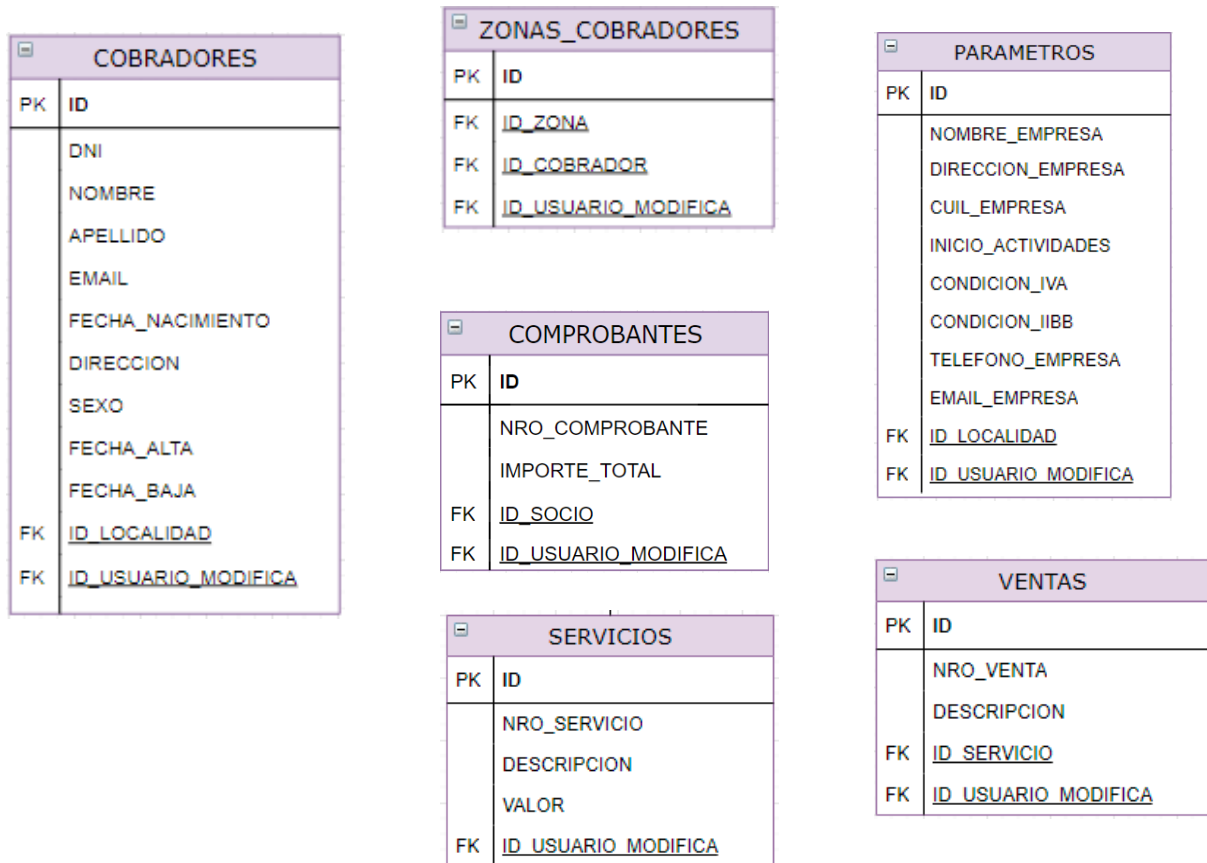 COBRADORES
PK ID
DNI
NOMBRE
APELLIDO
EMAIL
FECHA_NACIMIENTO
DIRECCION
SEXO
FECHA_ALTA
FECHA_BAJA
FK ID_LOCALIDAD
FK ID_USUARIO_MODIFICA
ZONAS_COBRADORES
PK ID
FK ID_ZONA
FK ID_COBRADOR
FK ID_USUARIO_MODIFICA
COMPROBANTES
PK ID
NRO_COMPROBANTE
IMPORTE_TOTAL
FK ID_SOCIO
FK ID_USUARIO_MODIFICA
SERVICIOS
PK ID
NRO_SERVICIO
DESCRIPCION
VALOR
FK ID_USUARIO_MODIFICA
PARAMETROS
PK ID
NOMBRE_EMPRESA
DIRECCION_EMPRESA
CUIL_EMPRESA
INICIO_ACTIVIDADES
CONDICION_IVA
CONDICION_IIBB
TELEFONO_EMPRESA
EMAIL_EMPRESA
FK ID_LOCALIDAD
FK ID_USUARIO_MODIFICA
VENTAS
PK ID
NRO_VENTA
DESCRIPCION
FK ID_SERVICIO
FK ID_USUARIO_MODIFICA